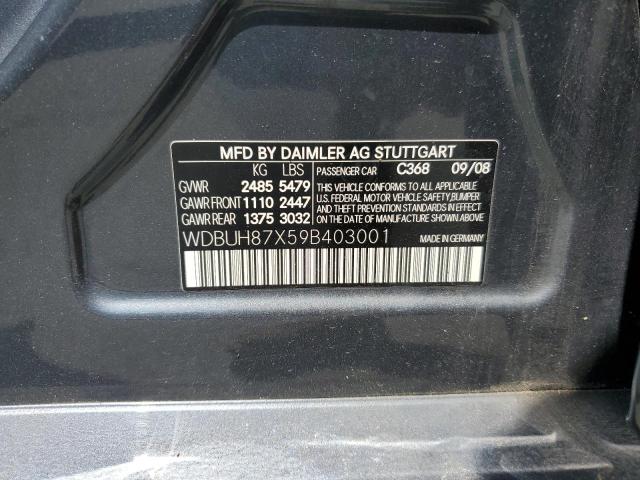 MFD BY DAIMLER AG STUTTGART
KG LBS PASSENGER CAR C368 09/08
GVWR 2485 5479 THIS VEHICLE CONFORMS TO ALL APPLICABLE
GAWR FRONT 1110 2447 U.S. FEDERAL MOTOR VEHICLE SAFETY,BUMPER
GAWR REAR 1375 3032 AND THEFT PREVENTION STANDARDS IN EFFECT
ON THE DATE OF MANUFACTURE SHOWN ABOVE.
WDBUH87X59B403001 MADE IN GERMANY